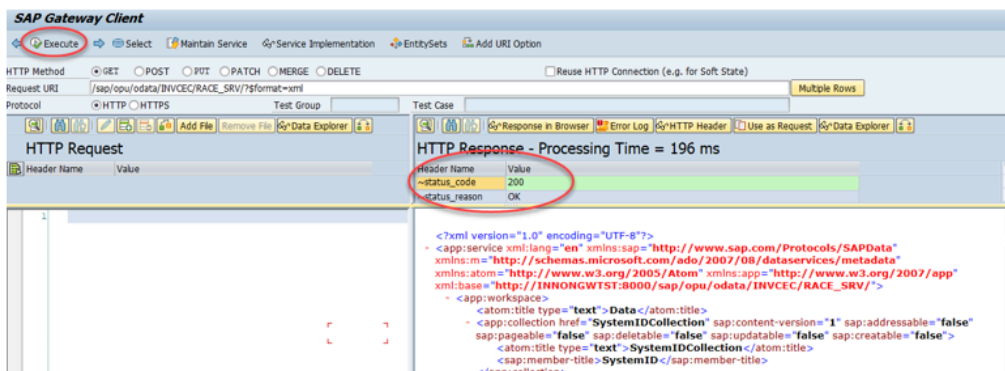 SAP Gateway Client
Execute Select Maintain Service Service Implementation EntitySets Add URI Option
HTTP Method GET POST PUT PATCH MERGE DELETE Reuse HTTP Connection (e.g. for Soft State)
Request URI /sap/opu/odata/INVCEC/RACE_SRV/?$format=xml Multiple Rows
Protocol HTTP HTTPS Test Group Test Case
Add File Remove File Data Explorer Response in Browser Error Log HTTP Header Use as Request Data Explorer
HTTP Request HTTP Response - Processing Time = 196 ms
Header Name Value Header Name Value
~status_code 200
~status_reason OK
1
<?xml version="1.0" encoding="UTF-8"?>
- <app:service xml:lang="en" xmlns:sap="http://www.sap.com/Protocols/SAPData"
xmlns:m="http://schemas.microsoft.com/ado/2007/08/dataservices/metadata"
xmlns:atom="http://www.w3.org/2005/Atom" xmlns:app="http://www.w3.org/2007/app"
xml:base="http://INNONGWTST:8000/sap/opu/odata/INVCEC/RACE_SRV/">
- <app:workspace>
<atom:title type="text">Data</atom:title>
- <app:collection href="SystemIDCollection" sap:content-version="1" sap:addressable="false"
sap:pageable="false" sap:deletable="false" sap:updatable="false" sap:creatable="false">
<atom:title type="text">SystemIDCollection</atom:title>
<sap:member-title>SystemID</sap:member-title>
</app:collection>